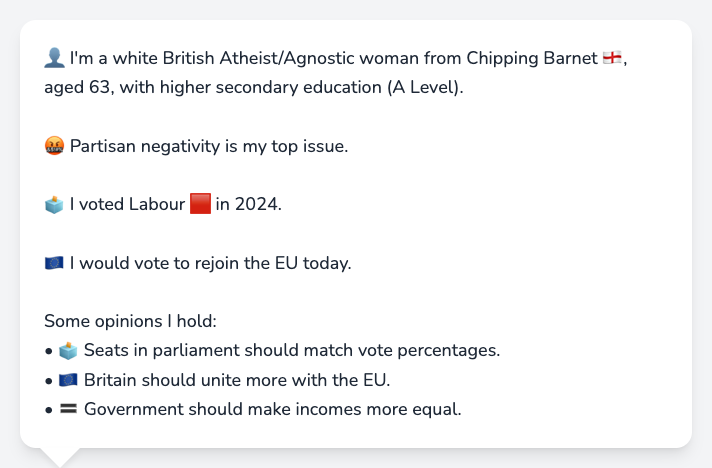 👤 I'm a white British Atheist/Agnostic woman from Chipping Barnet 🏴󠁧󠁢󠁥󠁮󠁧󠁿,
aged 63, with higher secondary education (A Level).
🤬 Partisan negativity is my top issue.
🗳️ I voted Labour 🟥 in 2024.
🇪🇺 I would vote to rejoin the EU today.
Some opinions I hold:
• 🗳️ Seats in parliament should match vote percentages.
• 🇪🇺 Britain should unite more with the EU.
• 🟰 Government should make incomes more equal.